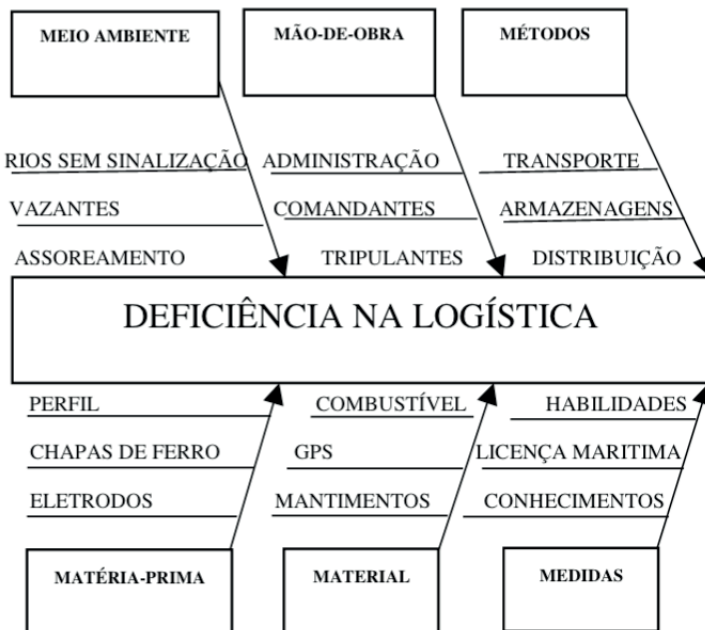 MEIO AMBIENTE
MÃO-DE-OBRA
MÉTODOS
RIOS SEM SINALIZAÇÃO
ADMINISTRAÇÃO
TRANSPORTE
VAZANTES
COMANDANTES
ARMAZENAGENS
ASSOREAMENTO
TRIPULANTES
DISTRIBUIÇÃO
DEFICIÊNCIA NA LOGÍSTICA
PERFIL
COMBUSTÍVEL
HABILIDADES
CHAPAS DE FERRO
GPS
LICENÇA MARITIMA
ELETRODOS
MANTIMENTOS
CONHECIMENTOS
MATÉRIA-PRIMA
MATERIAL
MEDIDAS